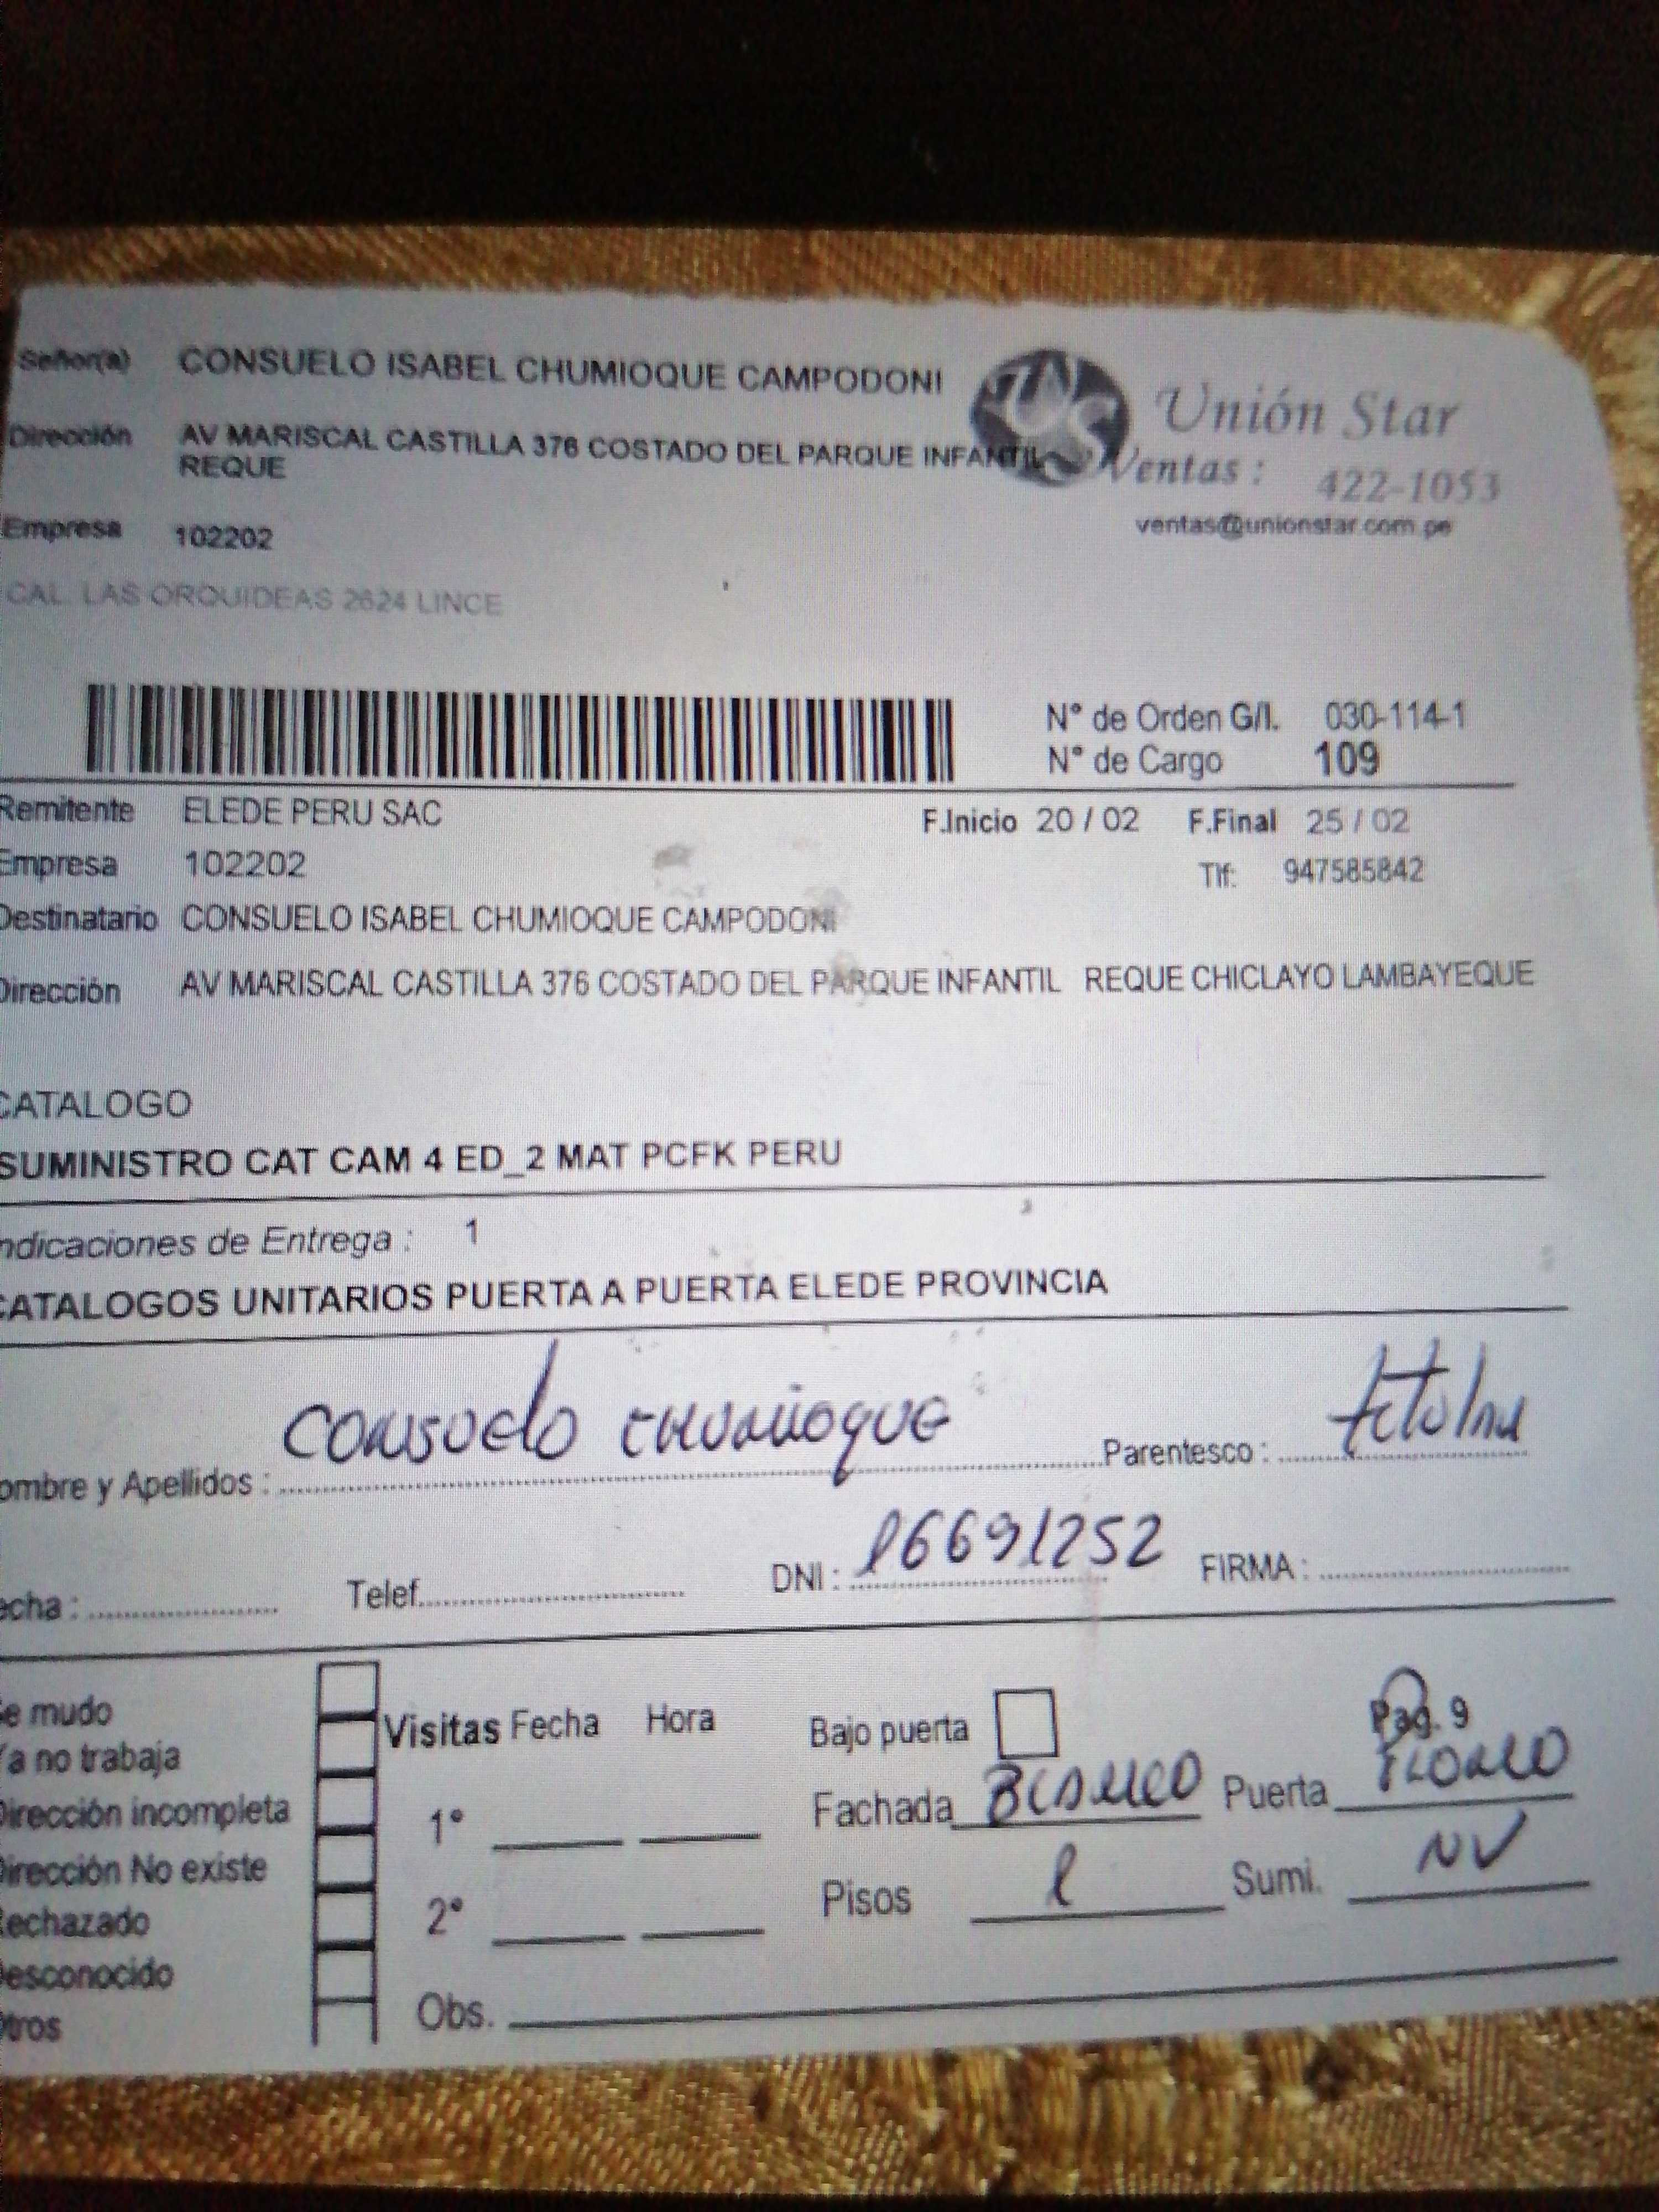 Señor(a) CONSUELO ISABEL CHUMIOQUE CAMPODONI
Unión Star
Dirección AV MARISCAL CASTILLA 376 COSTADO DEL PARQUE INFANTIL
REQUE
Ventas : 422-1053
ventas@unionstar.com.pe
Empresa 102202
CAL. LAS ORQUIDEAS 2624 LINCE
N° de Orden G/I. 030-114-1
N° de Cargo 109
Remitente ELEDE PERU SAC
F.Inicio 20 / 02 F.Final 25 / 02
Empresa 102202
Tlf: 947585842
Destinatario CONSUELO ISABEL CHUMIOQUE CAMPODONI
Dirección AV MARISCAL CASTILLA 376 COSTADO DEL PARQUE INFANTIL REQUE CHICLAYO LAMBAYEQUE
CATALOGO
SUMINISTRO CAT CAM 4 ED_2 MAT PCFK PERU
ndicaciones de Entrega : 1
CATALOGOS UNITARIOS PUERTA A PUERTA ELEDE PROVINCIA
ombre y Apellidos : Consuelo Chumioque Parentesco :
echa : Telef. DNI : 16691252 FIRMA :
e mudo
Ya no trabaja
Dirección incompleta
Dirección No existe
Rechazado
Desconocido
Otros
Visitas Fecha Hora
1°
2°
Obs.
Bajo puerta
Pag. 9
Fachada Blanco Puerta
Pisos 1 Sumi. NV